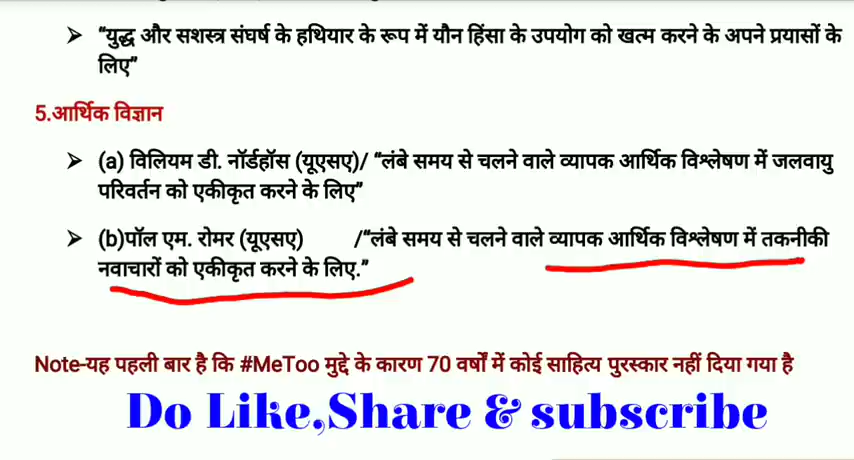 ➢ “युद्ध और सशस्त्र संघर्ष के हथियार के रूप में यौन हिंसा के उपयोग को खत्म करने के अपने प्रयासों के
लिए”
5.आर्थिक विज्ञान
➢ (a) विलियम डी. नॉर्डहॉस (यूएसए)/ “लंबे समय से चलने वाले व्यापक आर्थिक विश्लेषण में जलवायु
परिवर्तन को एकीकृत करने के लिए”
➢ (b)पॉल एम. रोमर (यूएसए) /“लंबे समय से चलने वाले व्यापक आर्थिक विश्लेषण में तकनीकी
नवाचारों को एकीकृत करने के लिए.”
Note-यह पहली बार है कि #MeToo मुद्दे के कारण 70 वर्षों में कोई साहित्य पुरस्कार नहीं दिया गया है
Do Like,Share & subscribe